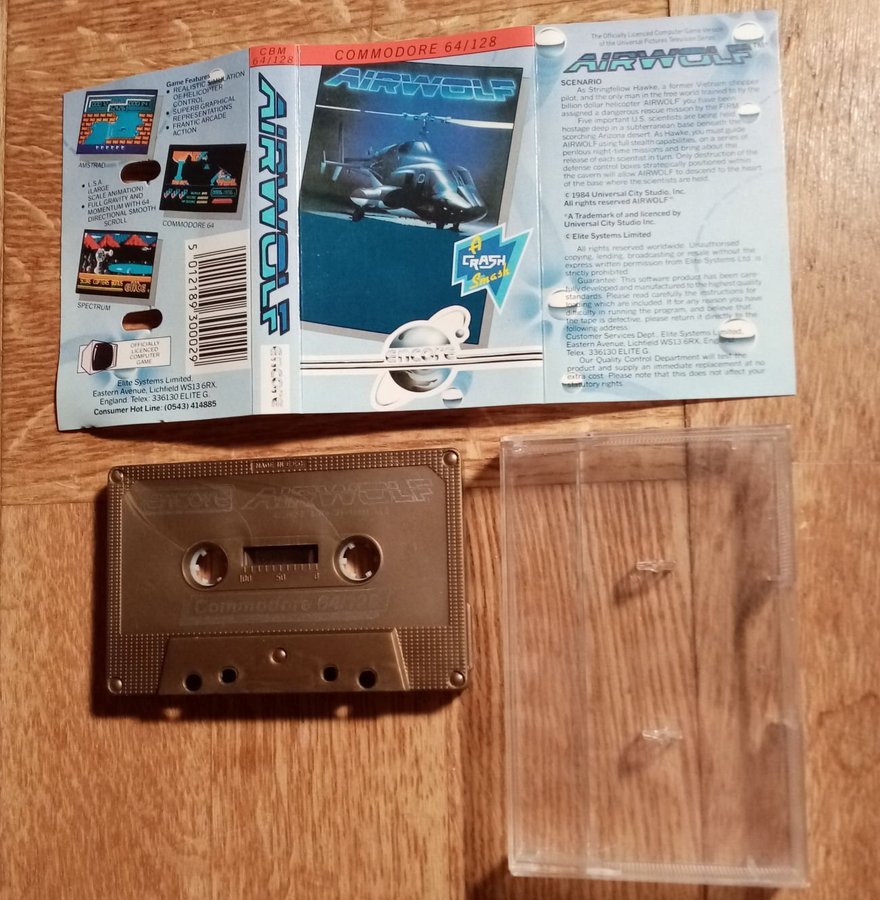 Game Features
• REALISTIC SIMULATION
OF HELICOPTER
CONTROL
• SUPERB GRAPHICAL
REPRESENTATIONS
• FRANTIC ARCADE
ACTION
AMSTRAD
• L.S.A.
(LARGE
SCALE ANIMATION)
• FULL GRAVITY AND
MOMENTUM WITH 64
DIRECTIONAL SMOOTH
SCROLL
COMMODORE 64
SPECTRUM
5 012185 300029
OFFICIALLY
LICENCED
COMPUTER
GAME
Elite Systems Limited.
Eastern Avenue, Lichfield WS13 6RX,
England. Telex: 336130 ELITE G.
Consumer Hot Line: (0543) 414885
CBM
64/128
AIRWOLF
encore
COMMODORE 64/128
AIRWOLF
A
CRASH
Smash
encore
The Officially Licenced Computer Game Version
of the Universal Pictures Television Series
AIRWOLF™
SCENARIO
As Stringfellow Hawke, a former Vietnam chopper
pilot, and the only man in the free world trained to fly the
billion dollar helicopter AIRWOLF you have been
assigned a dangerous rescue mission by the FIRM.
Five important U.S. scientists are being held
hostage deep in a subterranean base beneath the
scorching Arizona desert. As Hawke, you must guide
AIRWOLF using full stealth capabilities, on a series of
perilous night-time missions and bring about the
release of each scientist in turn. Only destruction of the
defense control boxes strategically positioned within
the cavern will allow AIRWOLF to descend to the heart
of the base where the scientists are held.
© 1984 Universal City Studio. Inc.
All rights reserved AIRWOLF™
*A Trademark of and licenced by
Universal City Studio Inc.
© Elite Systems Limited
All rights reserved worldwide. Unauthorised
copying, lending, broadcasting or resale without the
express written permission from Elite Systems Ltd. is
strictly prohibited.
Guarantee: This software product has been care-
fully developed and manufactured to the highest quality
standards. Please read carefully the instructions for
loading which are included. If for any reason you have
difficulty in running the program, and believe that
the tape is defective, please return it directly to the
following address:
Customer Services Dept., Elite Systems Limited,
Eastern Avenue, Lichfield WS13 6RX, England
Telex. 336130 ELITE G.
Our Quality Control Department will test the
product and supply an immediate replacement at no
extra cost. Please note that this does not affect your
statutory rights.
encore AIRWOLF
100 50 0
Commodore 64/128